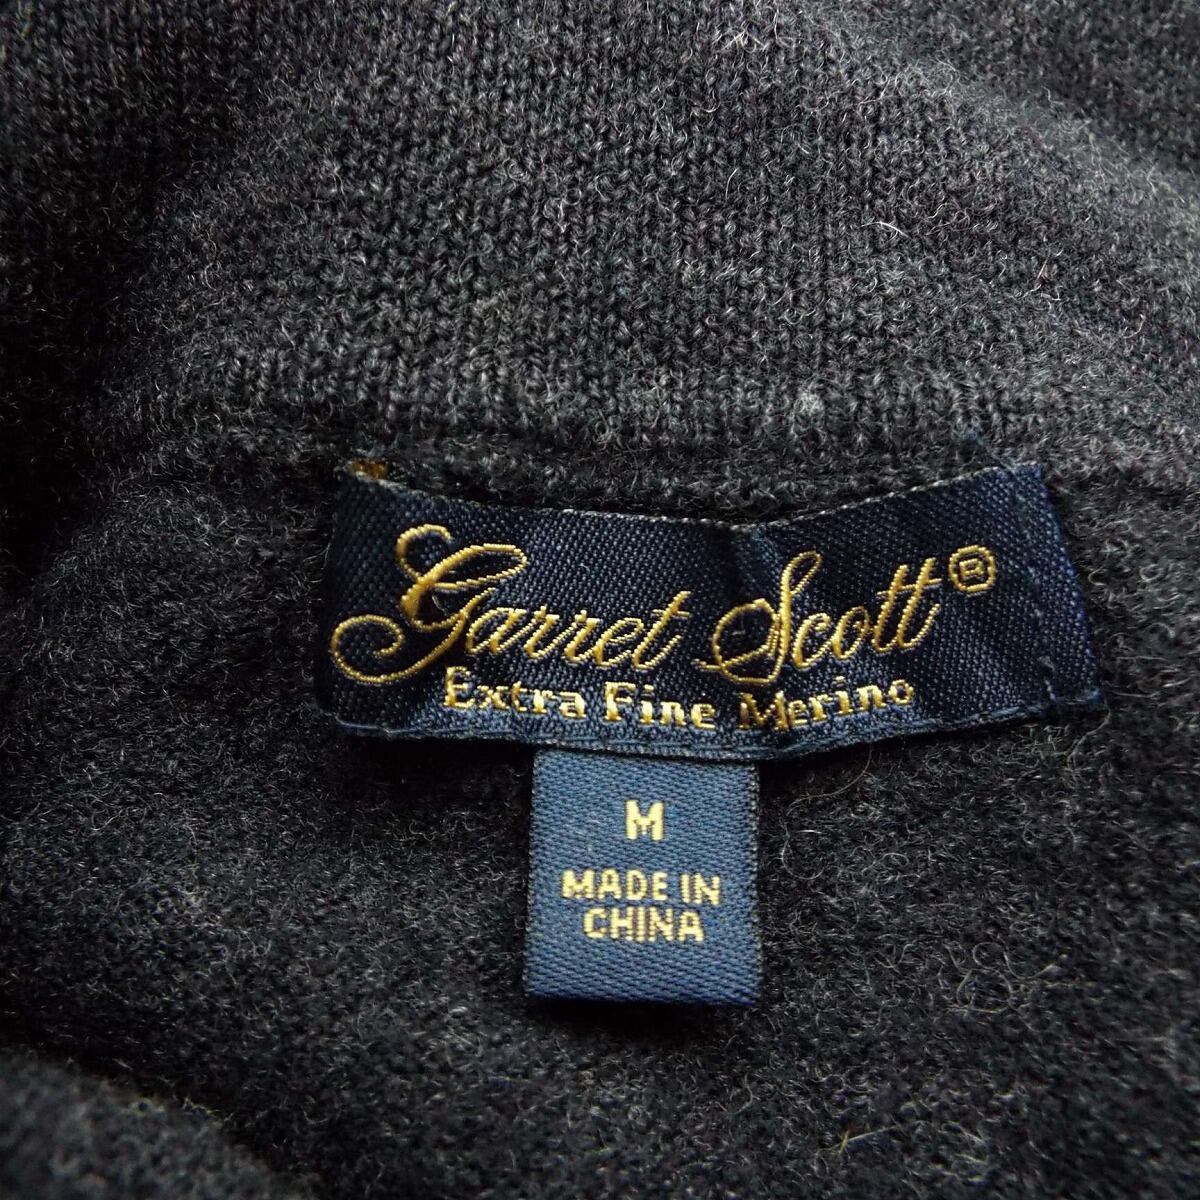 Garret Scott®
Extra Fine Merino
M
MADE IN
CHINA